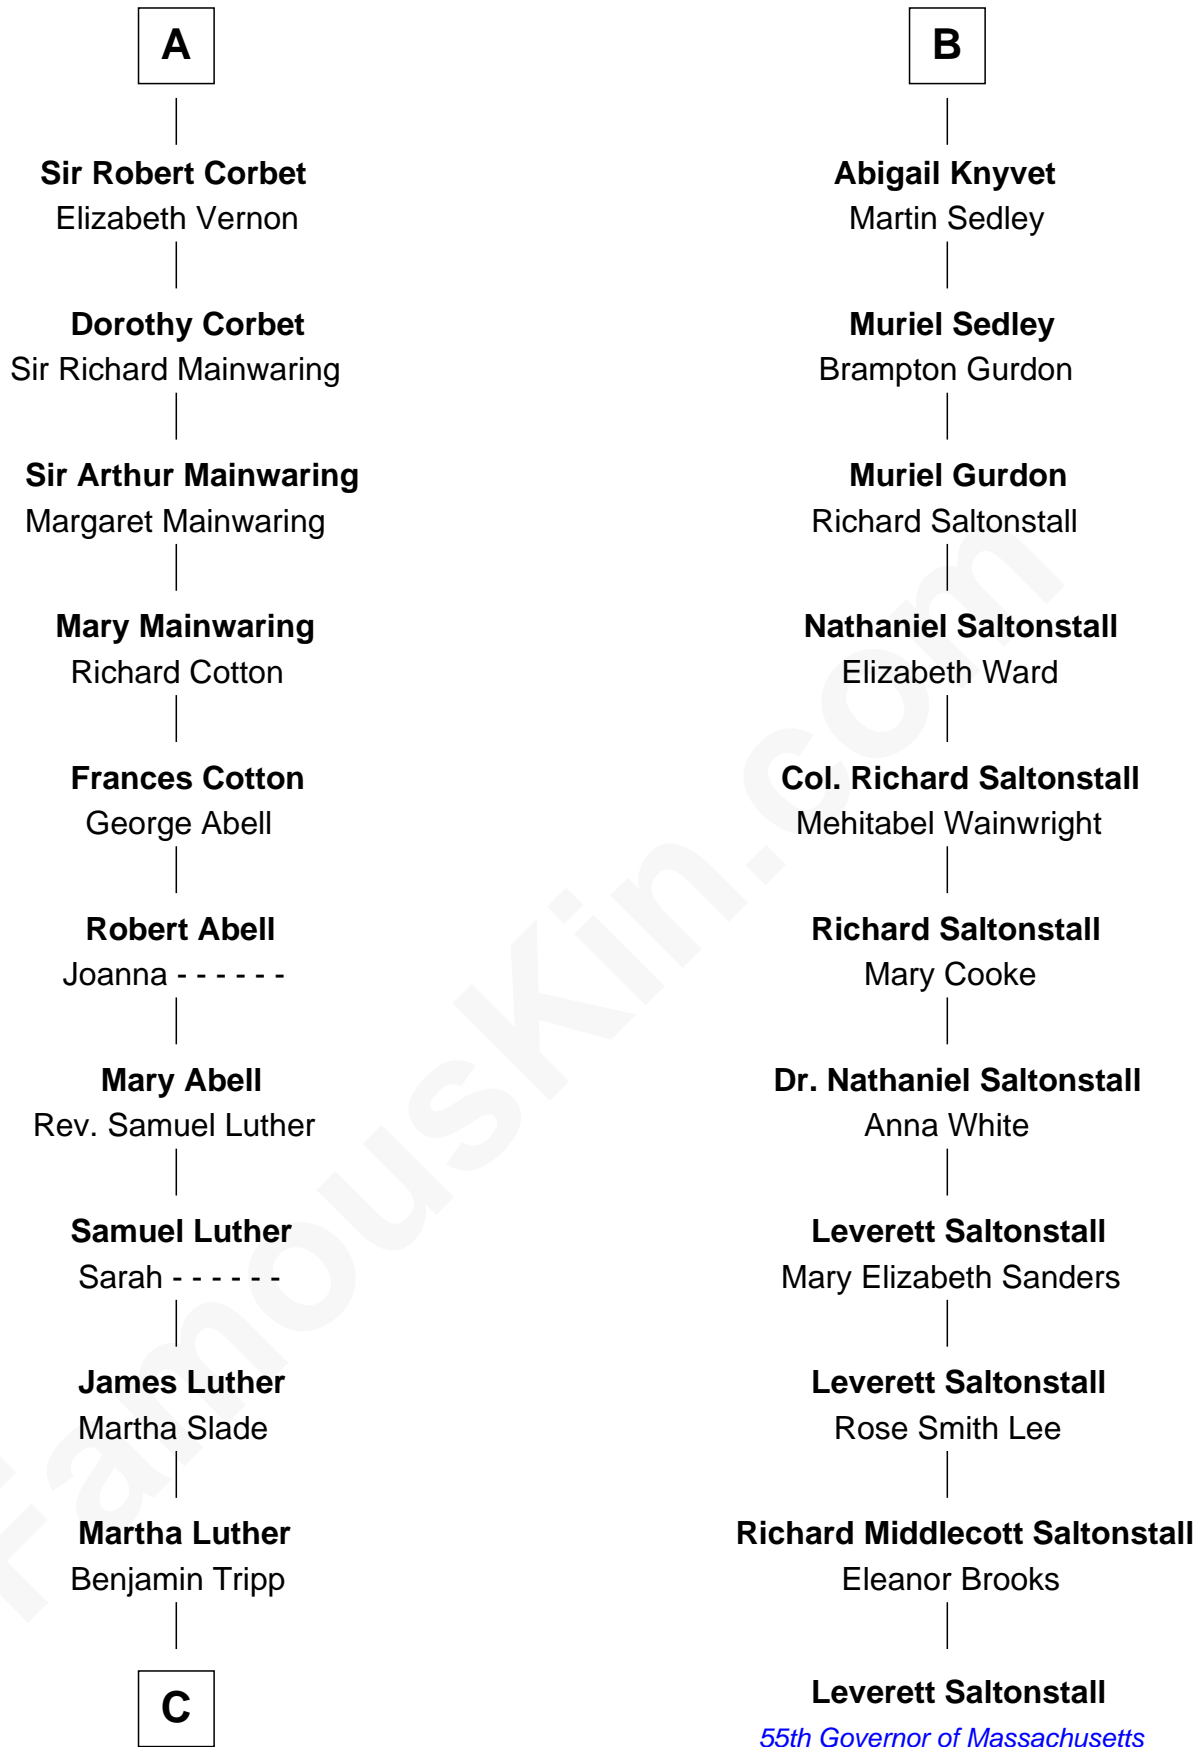 A
Sir Robert Corbet
Elizabeth Vernon
Dorothy Corbet
Sir Richard Mainwaring
Sir Arthur Mainwaring
Margaret Mainwaring
Mary Mainwaring
Richard Cotton
Frances Cotton
George Abell
Robert Abell
Joanna - - - - - -
Mary Abell
Rev. Samuel Luther
Samuel Luther
Sarah - - - - - -
James Luther
Martha Slade
Martha Luther
Benjamin Tripp
C
B
Abigail Knyvet
Martin Sedley
Muriel Sedley
Brampton Gurdon
Muriel Gurdon
Richard Saltonstall
Nathaniel Saltonstall
Elizabeth Ward
Col. Richard Saltonstall
Mehitabel Wainwright
Richard Saltonstall
Mary Cooke
Dr. Nathaniel Saltonstall
Anna White
Leverett Saltonstall
Mary Elizabeth Sanders
Leverett Saltonstall
Rose Smith Lee
Richard Middlecott Saltonstall
Eleanor Brooks
Leverett Saltonstall
55th Governor of Massachusetts
FamousKin.com